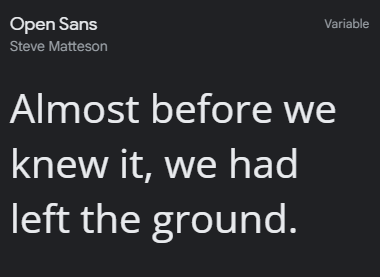 Open Sans
Variable
Steve Matteson
Almost before we
knew it, we had
left the ground.